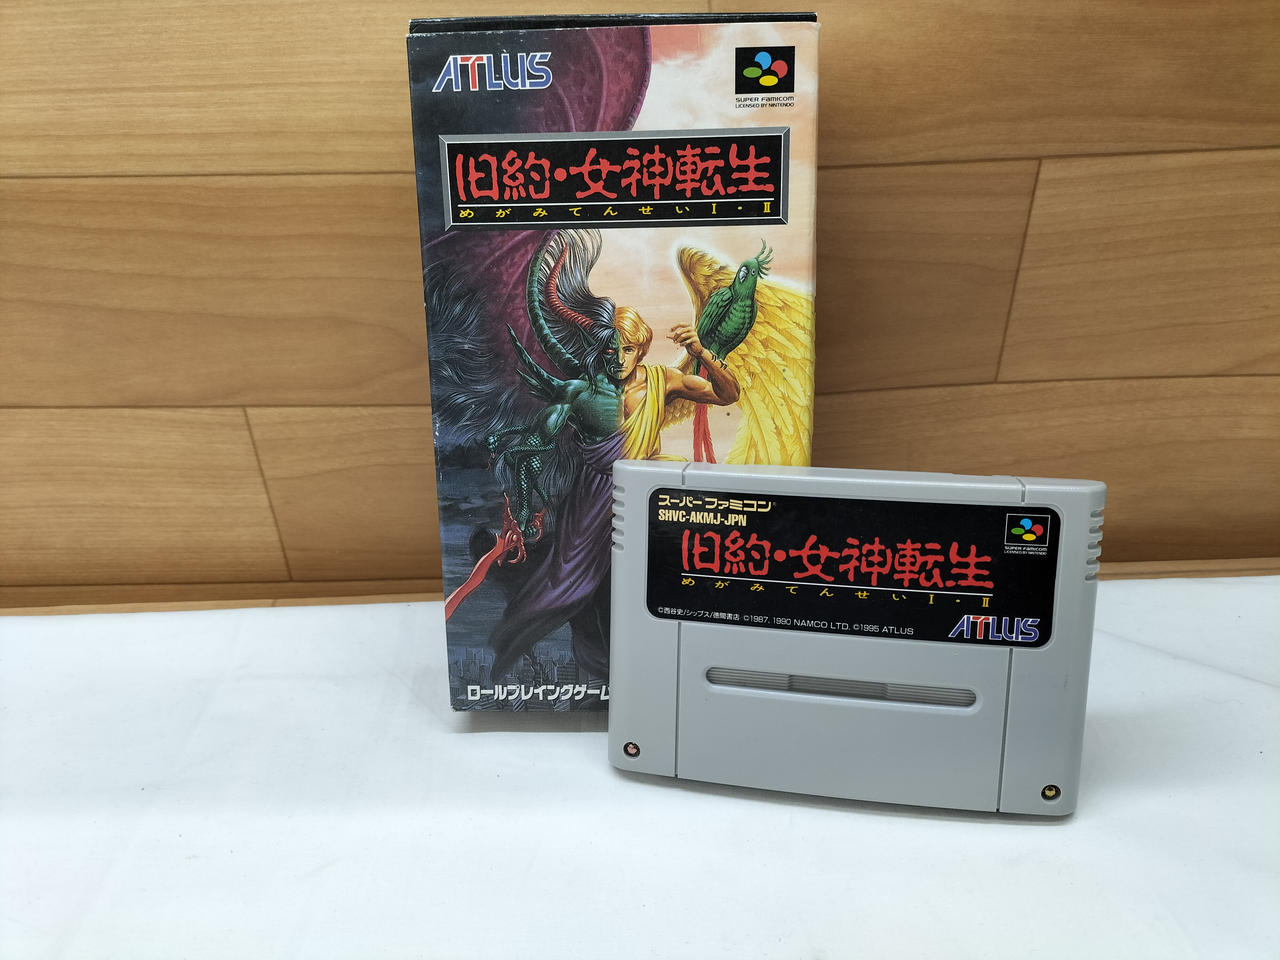 ATLUS
SUPER FAMICOM
LICENSED BY NINTENDO
旧約・女神転生
めがみてんせいI・II
ロールプレイングゲーム
スーパーファミコン®
SHVC-AKMJ-JPN
SUPER FAMICOM
LICENSED BY NINTENDO
旧約・女神転生
めがみてんせいI・II
©西谷史/シップス/徳間書店 ©1987, 1990 NAMCO LTD. ©1995 ATLUS
ATLUS